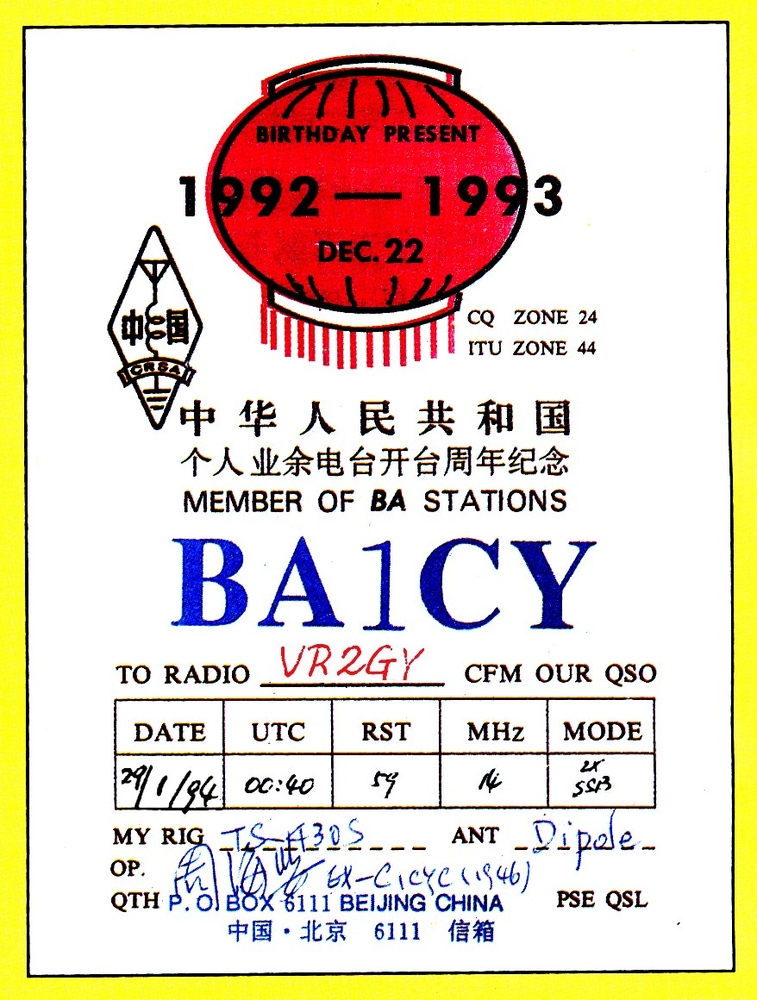 BIRTHDAY PRESENT
1992 — 1993
DEC. 22
中国
CRSA
CQ ZONE 24
ITU ZONE 44
中华人民共和国
个人业余电台开台周年纪念
MEMBER OF BA STATIONS
BA1CY
TO RADIO VR2GY CFM OUR QSO
DATE UTC RST MHz MODE
29/1/94 00:40 59 14 2X SSB
MY RIG TS-430S ANT Dipole
OP. EX-C1CYC (1946)
QTH P.O. BOX 6111 BEIJING CHINA PSE QSL
中国·北京 6111 信箱